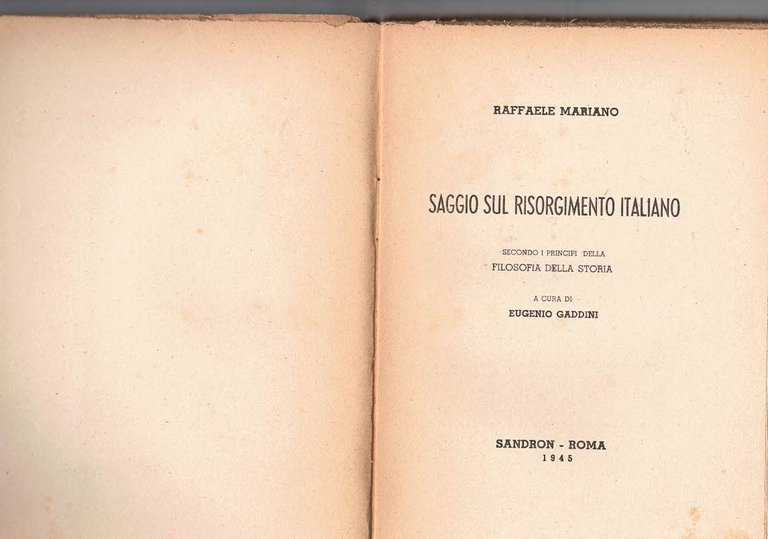 RAFFAELE MARIANO
SAGGIO SUL RISORGIMENTO ITALIANO
SECONDO I PRINCIPI DELLA
FILOSOFIA DELLA STORIA
A CURA DI
EUGENIO GADDINI
SANDRON - ROMA
1945